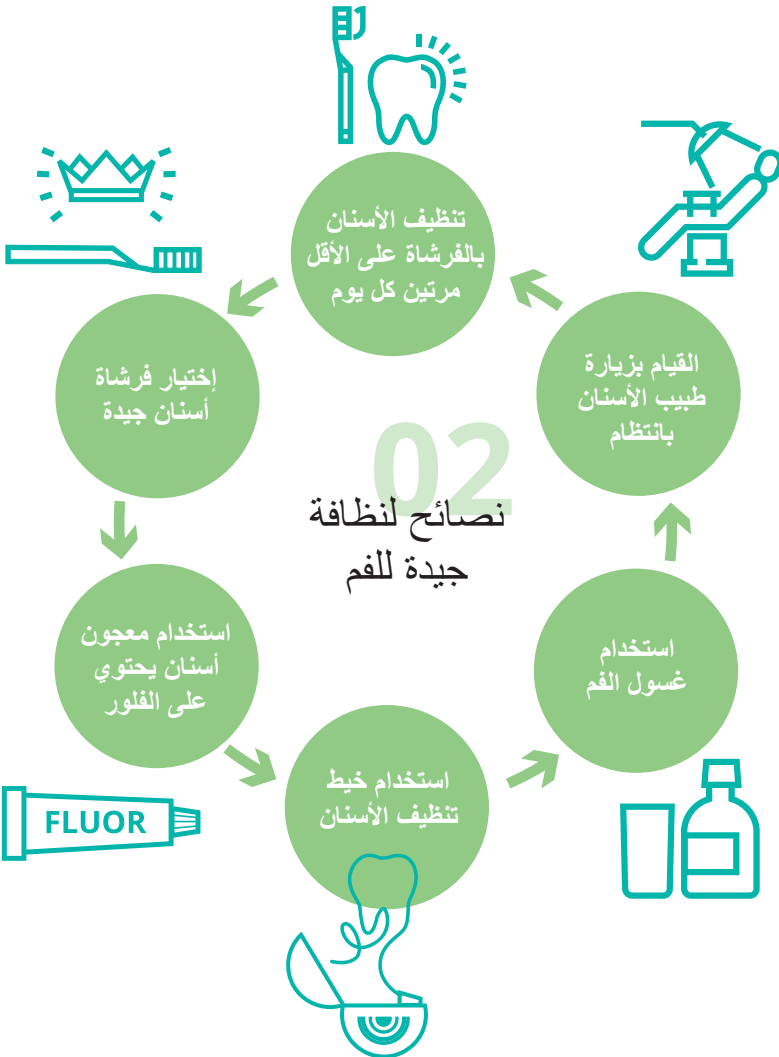 02
نصائح لنظافة
جيدة للفم
تنظيف الأسنان
بالفرشاة على الأقل
مرتين كل يوم
إختيار فرشاة
أسنان جيدة
استخدام معجون
أسنان يحتوي
على الفلور
FLUOR
استخدام خيط
تنظيف الأسنان
استخدام
غسول الفم
القيام بزيارة
طبيب الأسنان
بانتظام